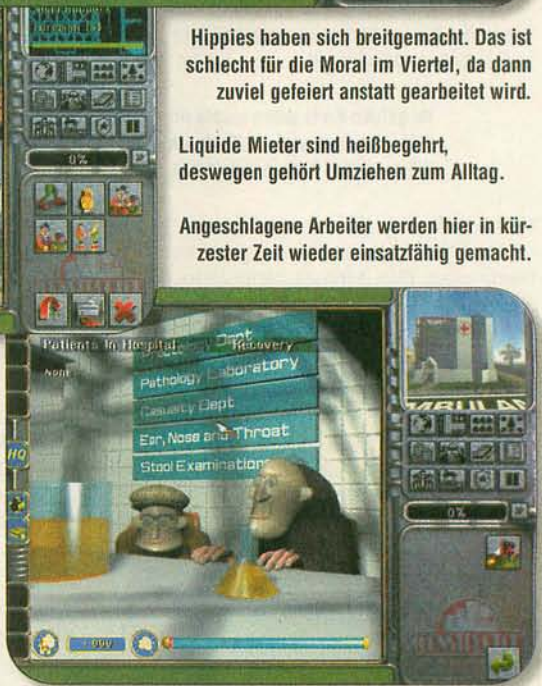 0%
Hippies haben sich breitgemacht. Das ist
schlecht für die Moral im Viertel, da dann
zuviel gefeiert anstatt gearbeitet wird.
Liquide Mieter sind heißbegehrt,
deswegen gehört Umziehen zum Alltag.
Angeschlagene Arbeiter werden hier in kür-
zester Zeit wieder einsatzfähig gemacht.
Patients In Hospital Recovery
None
Dept
Pathology Laboratory
Casualty Dept
Ear, Nose and Throat
Stool Examination
HQ
0%